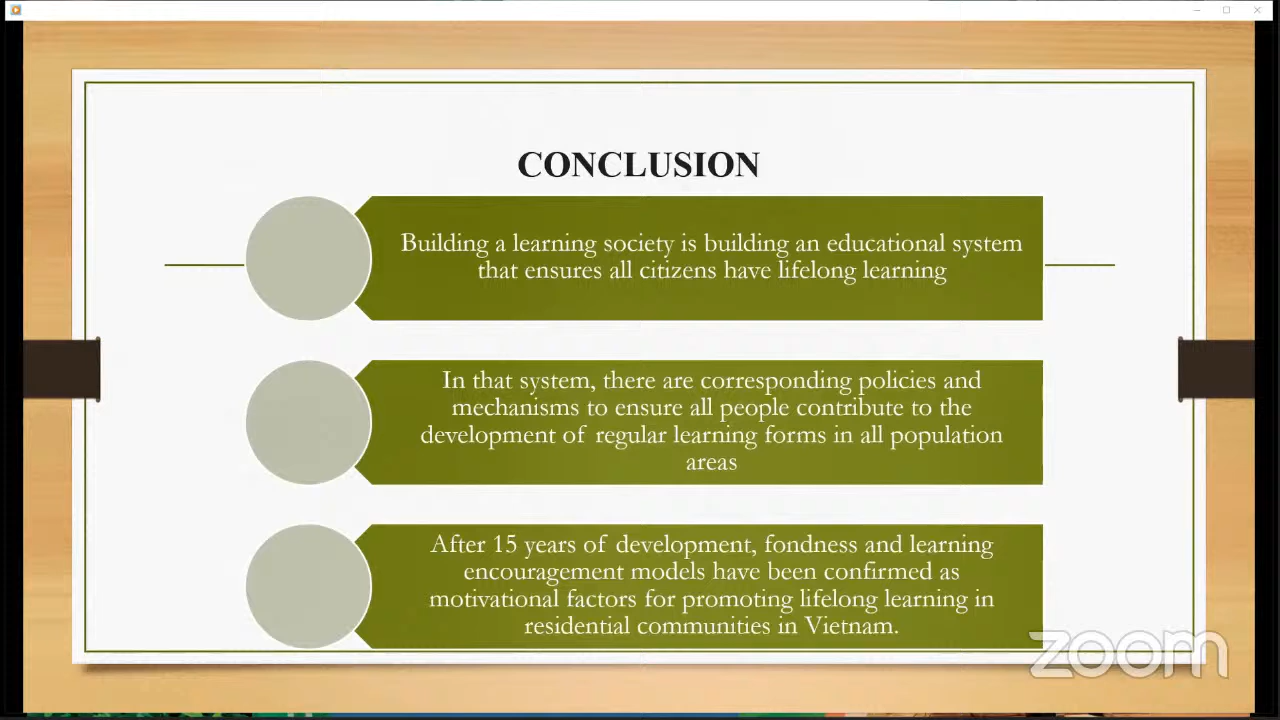 CONCLUSION
Building a learning society is building an educational system
that ensures all citizens have lifelong learning
In that system, there are corresponding policies and
mechanisms to ensure all people contribute to the
development of regular learning forms in all population
areas
After 15 years of development, fondness and learning
encouragement models have been confirmed as
motivational factors for promoting lifelong learning in
residential communities in Vietnam.
zoom